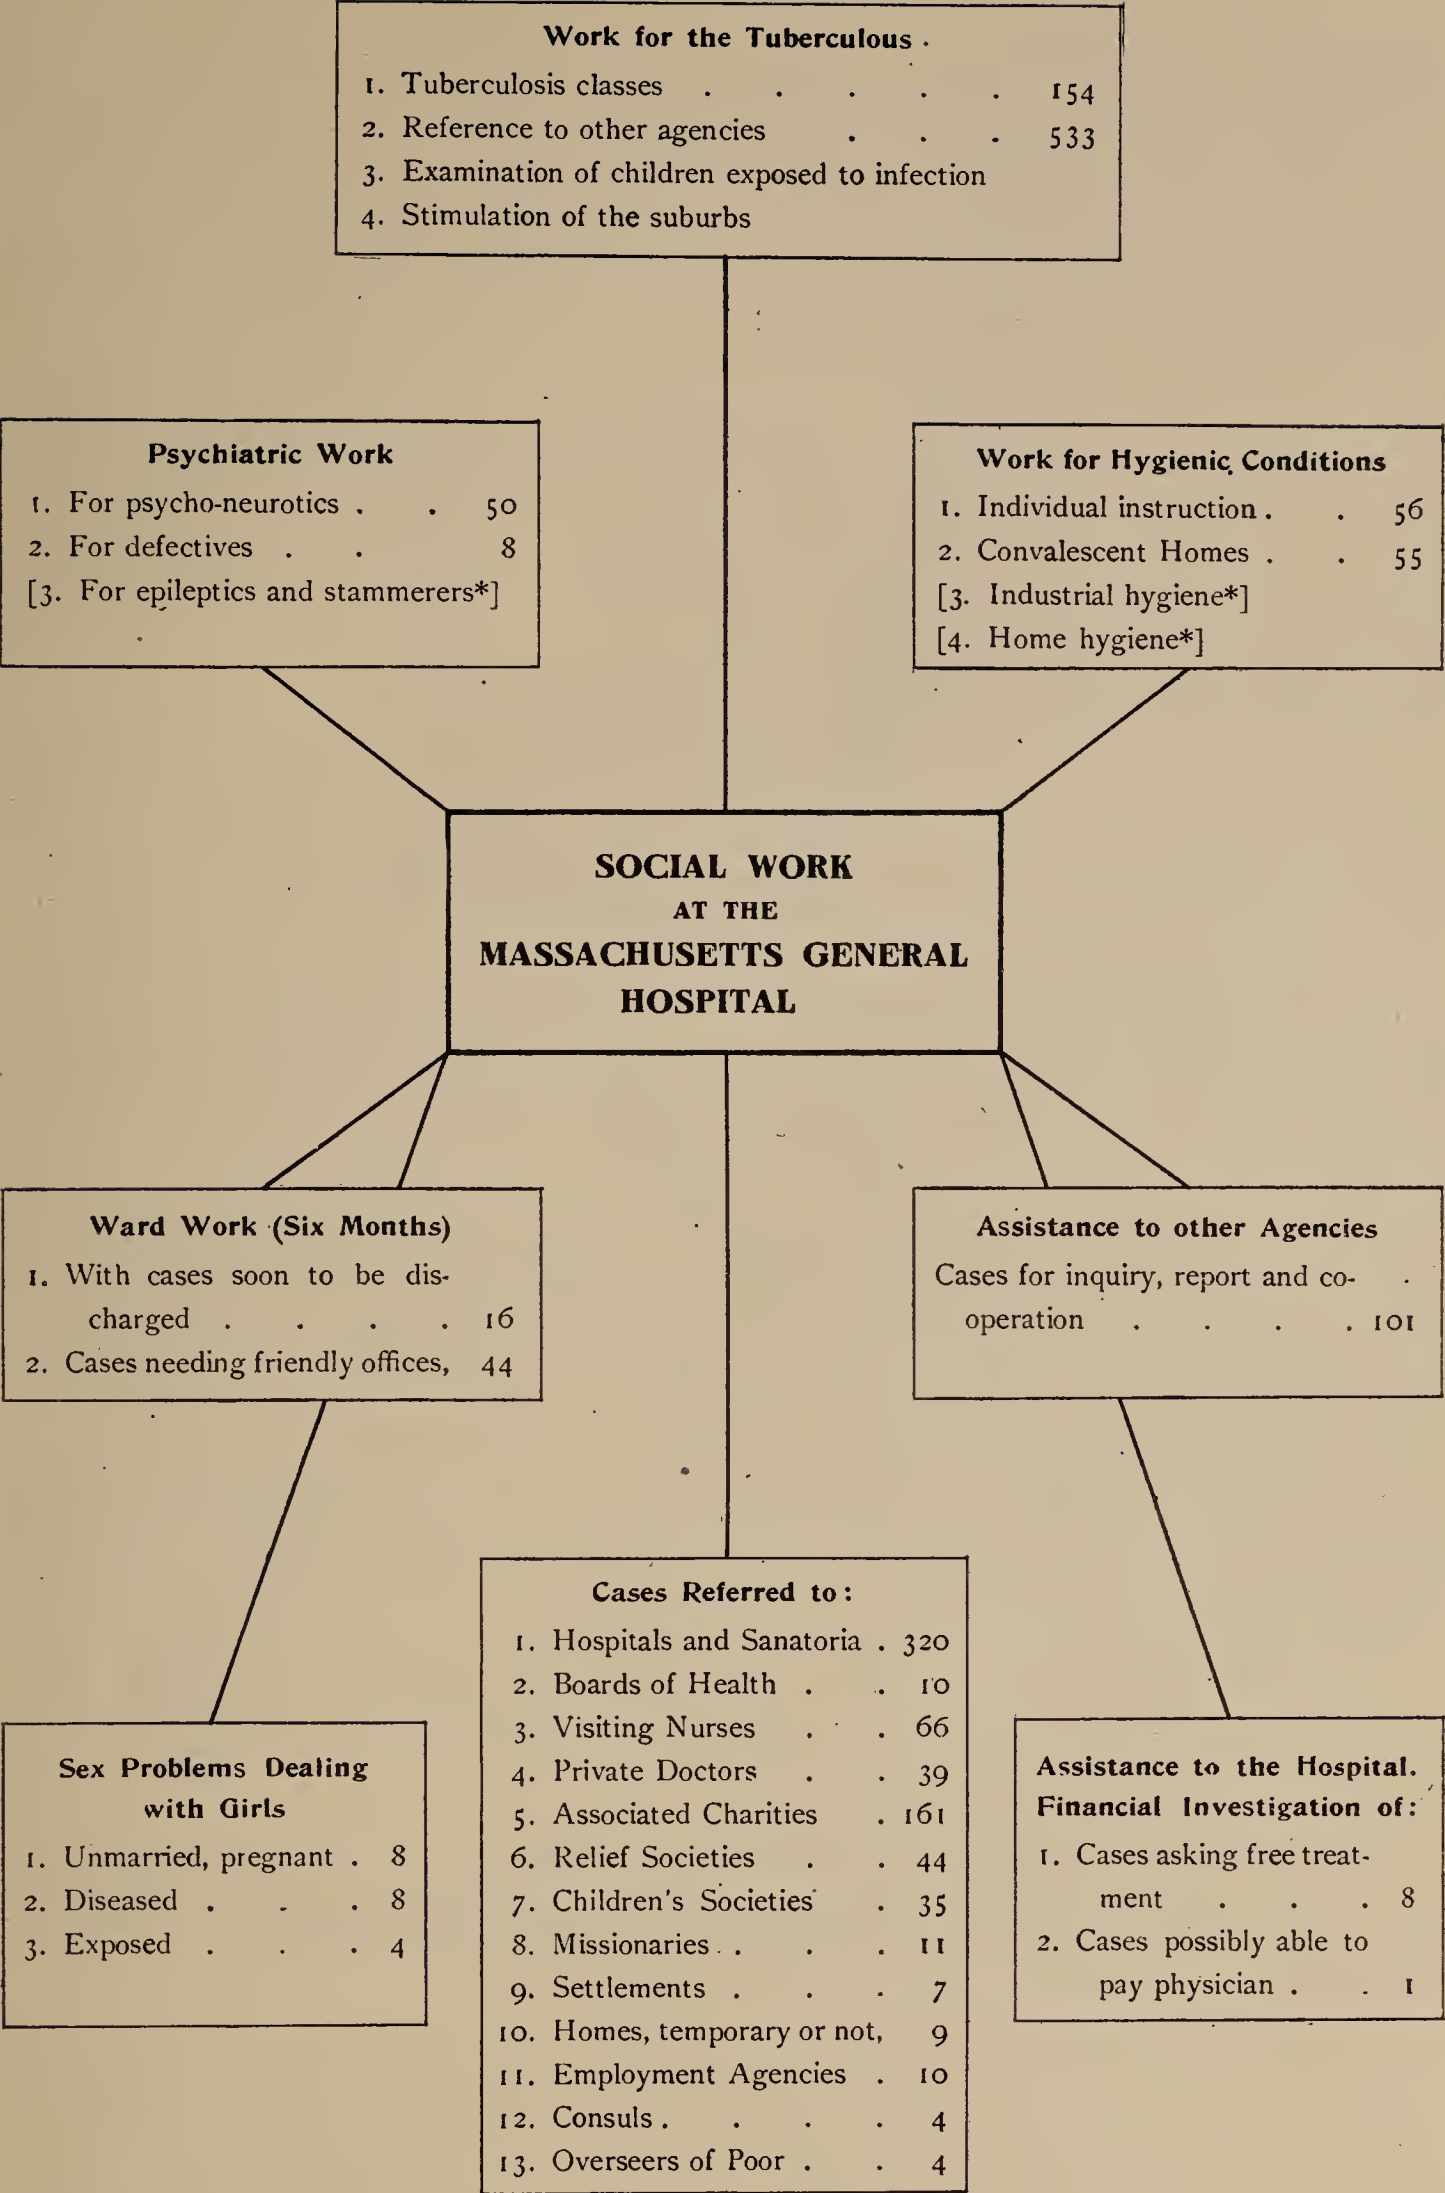 Work for the Tuberculous
1. Tuberculosis classes . . . . . 154
2. Reference to other agencies . . . 533
3. Examination of children exposed to infection
4. Stimulation of the suburbs
Psychiatric Work
1. For psycho-neurotics . . 50
2. For defectives . . 8
[3. For epileptics and stammerers*]
Work for Hygienic Conditions
1. Individual instruction . . 56
2. Convalescent Homes . . 55
[3. Industrial hygiene*]
[4. Home hygiene*]
SOCIAL WORK
AT THE
MASSACHUSETTS GENERAL
HOSPITAL
Ward Work (Six Months)
1. With cases soon to be dis-
charged . . . . 16
2. Cases needing friendly offices, 44
Assistance to other Agencies
Cases for inquiry, report and co-
operation . . . . 101
Sex Problems Dealing
with Girls
1. Unmarried, pregnant . 8
2. Diseased . . . 8
3. Exposed . . . 4
Cases Referred to:
1. Hospitals and Sanatoria . 320
2. Boards of Health . . 10
3. Visiting Nurses . . 66
4. Private Doctors . . 39
5. Associated Charities . 161
6. Relief Societies . . 44
7. Children's Societies . 35
8. Missionaries . . . 11
9. Settlements . . . 7
10. Homes, temporary or not, 9
11. Employment Agencies . 10
12. Consuls . . . . 4
13. Overseers of Poor . . 4
Assistance to the Hospital.
Financial Investigation of:
1. Cases asking free treat-
ment . . . 8
2. Cases possibly able to
pay physician . . 1